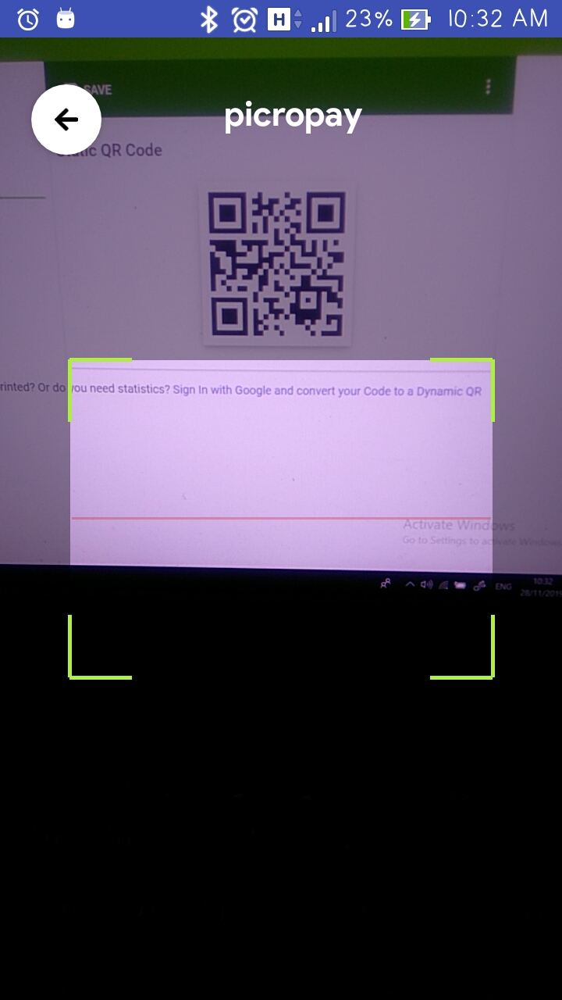 23% 10:32 AM
SAVE
picropay
Static QR Code
rinted? Or do you need statistics? Sign In with Google and convert your Code to a Dynamic QR
Activate Windows
Go to Settings to activate Windows
ENG
10:32
28/11/2019